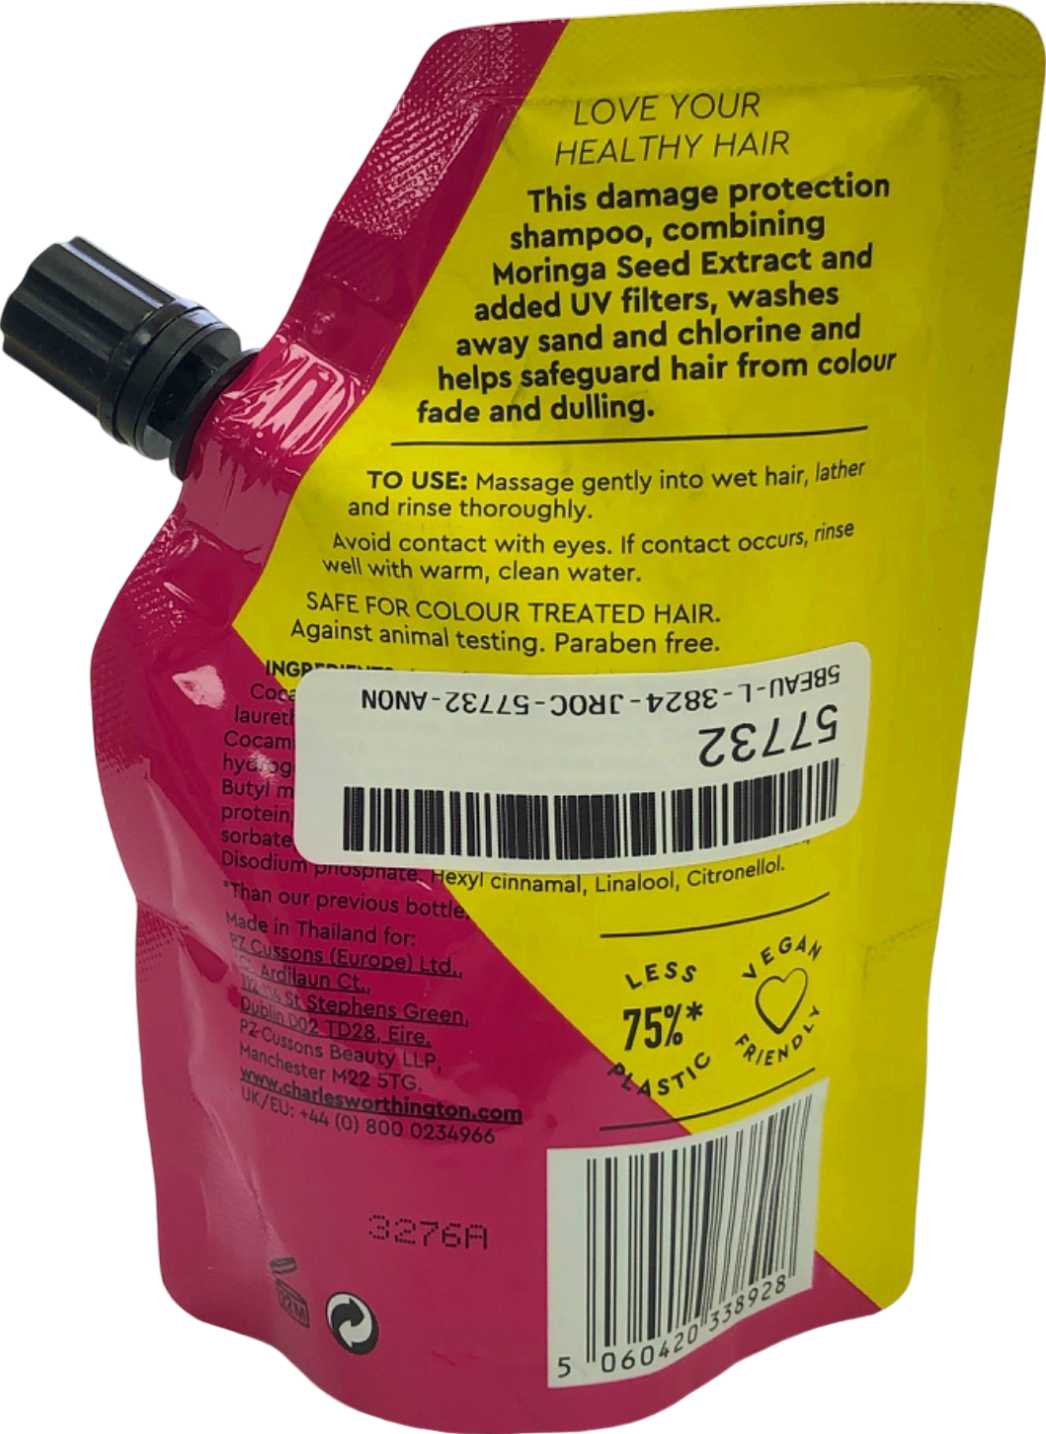 LOVE YOUR
HEALTHY HAIR
This damage protection
shampoo, combining
Moringa Seed Extract and
added UV filters, washes
away sand and chlorine and
helps safeguard hair from colour
fade and dulling.
TO USE: Massage gently into wet hair, lather
and rinse thoroughly.
Avoid contact with eyes. If contact occurs, rinse
well with warm, clean water.
SAFE FOR COLOUR TREATED HAIR.
Against animal testing. Paraben free.
5BEAU-L-3824-JROC-57732-ANON
57732
Butyl
protein,
Disodium phosphate. Hexyl cinnamal, Linalool, Citronellol.
*Than our previous bottle.
Made in Thailand for:
PZ Cussons (Europe) Ltd.,
Ardilaun Ct.,
112-114 St Stephens Green,
Dublin D02 TD28, Eire.
PZ Cussons Beauty LLP,
Manchester M22 5TG.
www.charlesworthington.com
UK/EU: +44 (0) 800 0234966
LESS
75%*
PLASTIC
VEGAN
FRIENDLY
3276A
12M
5 060420 338928